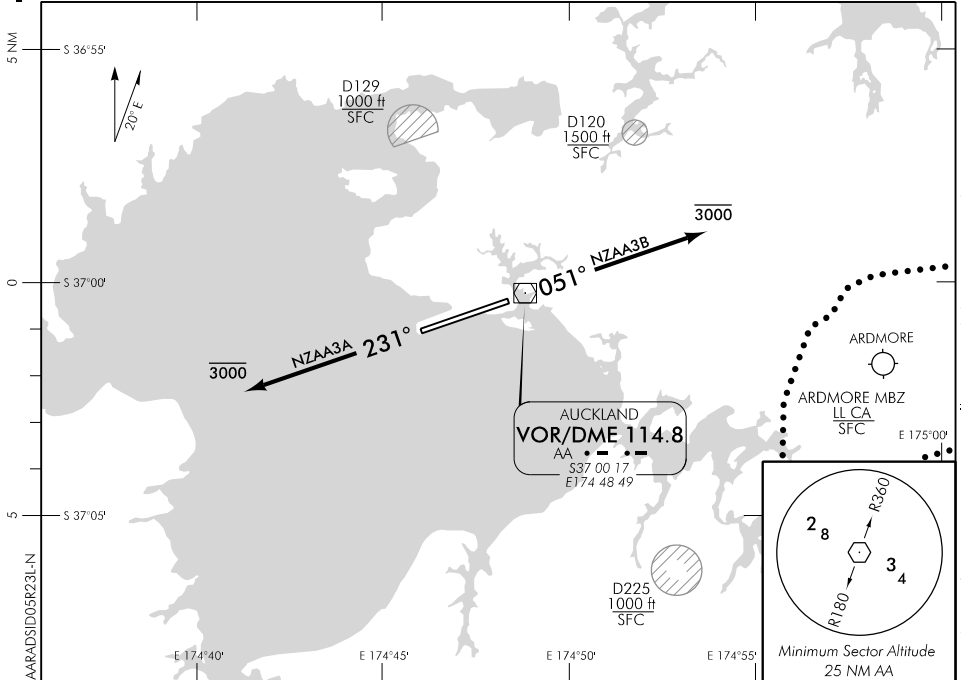 5 NM
S 36°55'
20° E
D129
1000 ft
SFC
D120
1500 ft
SFC
3000
NZAA3B
051°
0
S 37°00'
231°
NZAA3A
3000
ARDMORE
ARDMORE MBZ
LL CA
SFC
E 175°00'
AUCKLAND
VOR/DME 114.8
AA
S37 00 17
E174 48 49
5
S 37°05'
D225
1000 ft
SFC
R360
2 8
3 4
R180
Minimum Sector Altitude
25 NM AA
E 174°40'
E 174°45'
E 174°50'
E 174°55'
AARADSID05R23L-N